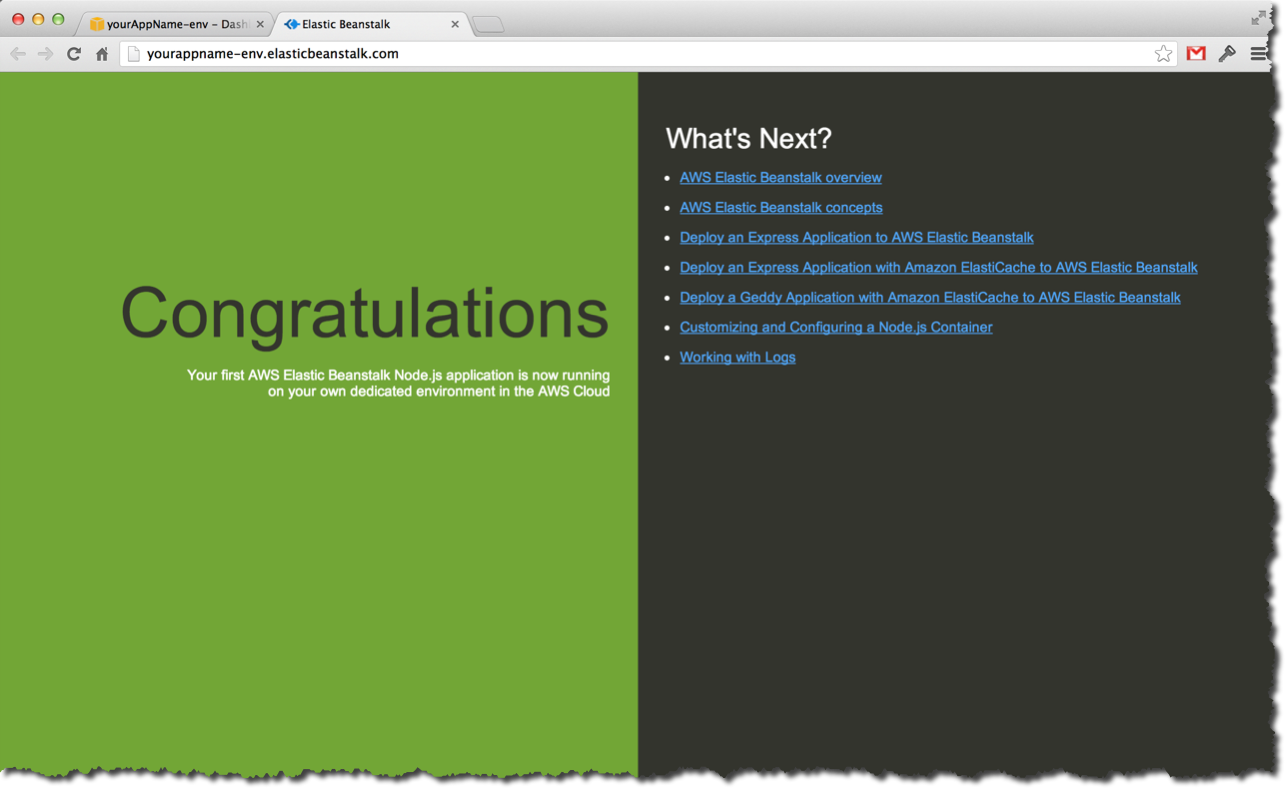 yourAppName-env - Dash
Elastic Beanstalk
yourappname-env.elasticbeanstalk.com
Congratulations
Your first AWS Elastic Beanstalk Node.js application is now running
on your own dedicated environment in the AWS Cloud
What's Next?
AWS Elastic Beanstalk overview
AWS Elastic Beanstalk concepts
Deploy an Express Application to AWS Elastic Beanstalk
Deploy an Express Application with Amazon ElastiCache to AWS Elastic Beanstalk
Deploy a Geddy Application with Amazon ElastiCache to AWS Elastic Beanstalk
Customizing and Configuring a Node.js Container
Working with Logs